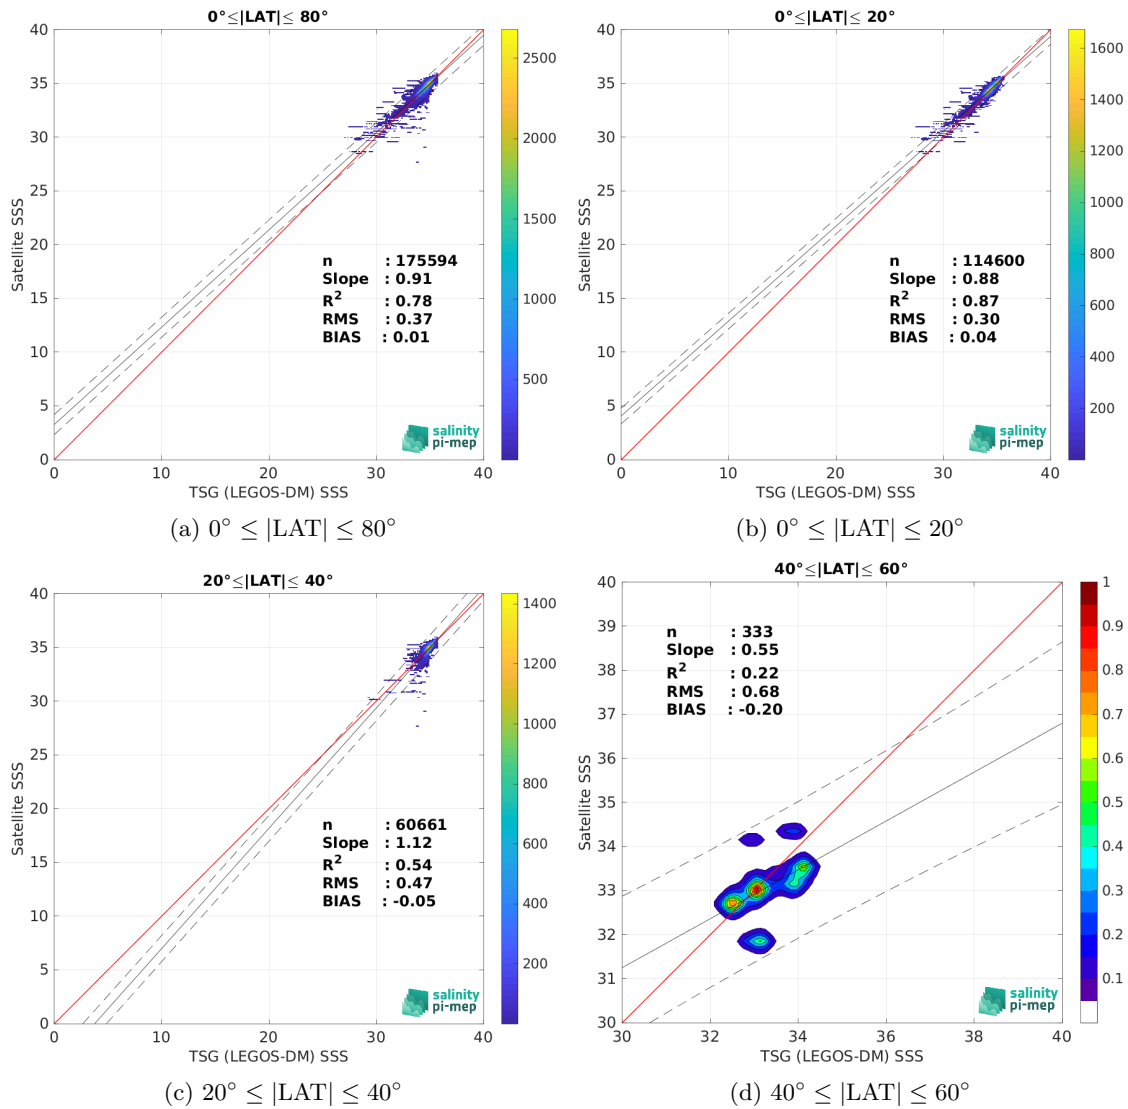 0°≤|LAT|≤ 80°
40
35
30
25
20
15
10
5
0
Satellite SSS
n : 175594
Slope : 0.91
R² : 0.78
RMS : 0.37
BIAS : 0.01
salinity
pi-mep
0 10 20 30 40
TSG (LEGOS-DM) SSS
2500
2000
1500
1000
500
(a) 0° ≤ |LAT| ≤ 80°
0°≤|LAT|≤ 20°
40
35
30
25
20
15
10
5
0
Satellite SSS
n : 114600
Slope : 0.88
R² : 0.87
RMS : 0.30
BIAS : 0.04
salinity
pi-mep
0 10 20 30 40
TSG (LEGOS-DM) SSS
1600
1400
1200
1000
800
600
400
200
(b) 0° ≤ |LAT| ≤ 20°
20°≤|LAT|≤ 40°
40
35
30
25
20
15
10
5
0
Satellite SSS
n : 60661
Slope : 1.12
R² : 0.54
RMS : 0.47
BIAS : -0.05
salinity
pi-mep
0 10 20 30 40
TSG (LEGOS-DM) SSS
1400
1200
1000
800
600
400
200
(c) 20° ≤ |LAT| ≤ 40°
40°≤|LAT|≤ 60°
40
39
38
37
36
35
34
33
32
31
30
Satellite SSS
n : 333
Slope : 0.55
R² : 0.22
RMS : 0.68
BIAS : -0.20
salinity
pi-mep
30 32 34 36 38 40
TSG (LEGOS-DM) SSS
1
0.9
0.8
0.7
0.6
0.5
0.4
0.3
0.2
0.1
(d) 40° ≤ |LAT| ≤ 60°